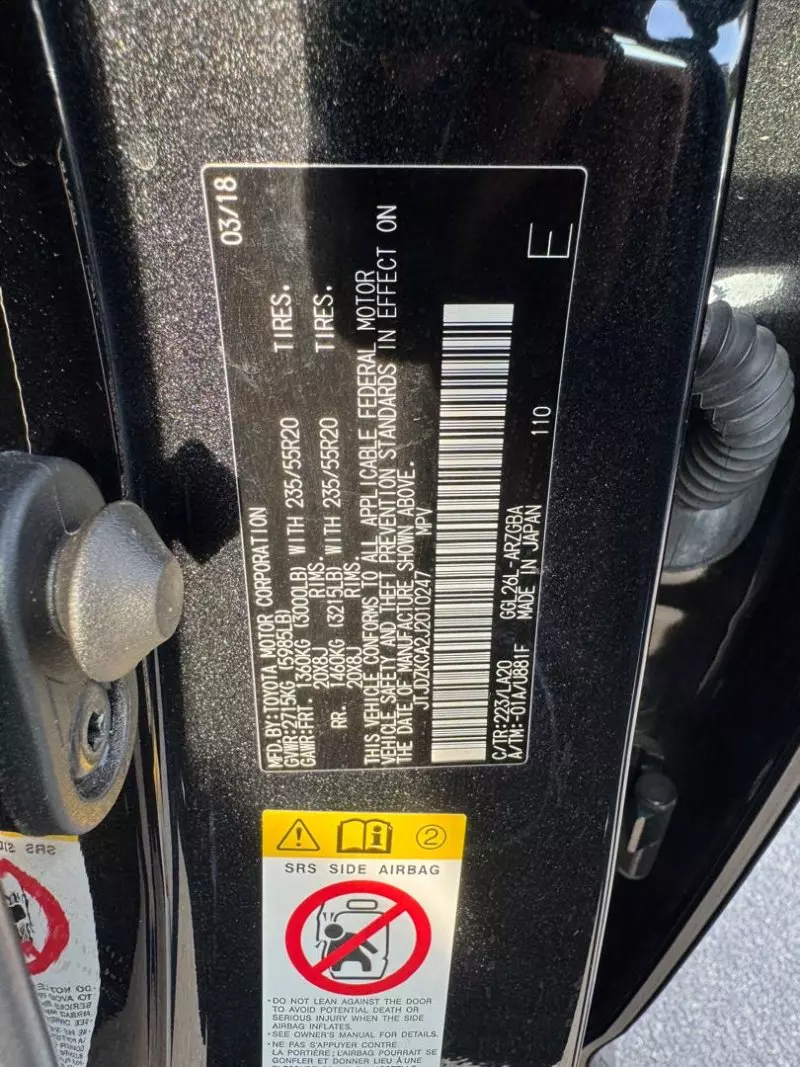 03/18
MFD.BY:TOYOTA MOTOR CORPORATION
GVWR:2715KG (5985LB)
GAWR:FRT. 1360KG (3000LB) WITH 235/55R20 TIRES.
20X8J RIMS.
RR. 1460KG (3215LB) WITH 235/55R20 TIRES.
20X8J RIMS.
THIS VEHICLE CONFORMS TO ALL APPLICABLE FEDERAL MOTOR
VEHICLE SAFETY AND THEFT PREVENTION STANDARDS IN EFFECT ON
THE DATE OF MANUFACTURE SHOWN ABOVE.
JTJDZKCA2J2010247 MPV
C/TR:223/LA20 GGL26L-ARZGBA
A/TM:-01A/U881F MADE IN JAPAN
110
E
2
SRS SIDE AIRBAG
· DO NOT LEAN AGAINST THE DOOR
TO AVOID POTENTIAL DEATH OR
SERIOUS INJURY WHEN THE SIDE
AIRBAG INFLATES.
· SEE OWNER'S MANUAL FOR DETAILS.
· NE PAS S'APPUYER CONTRE
LA PORTIÈRE; L'AIRBAG POURRAIT SE
GONFLER ET DONNER LIEU À UNE
SRS